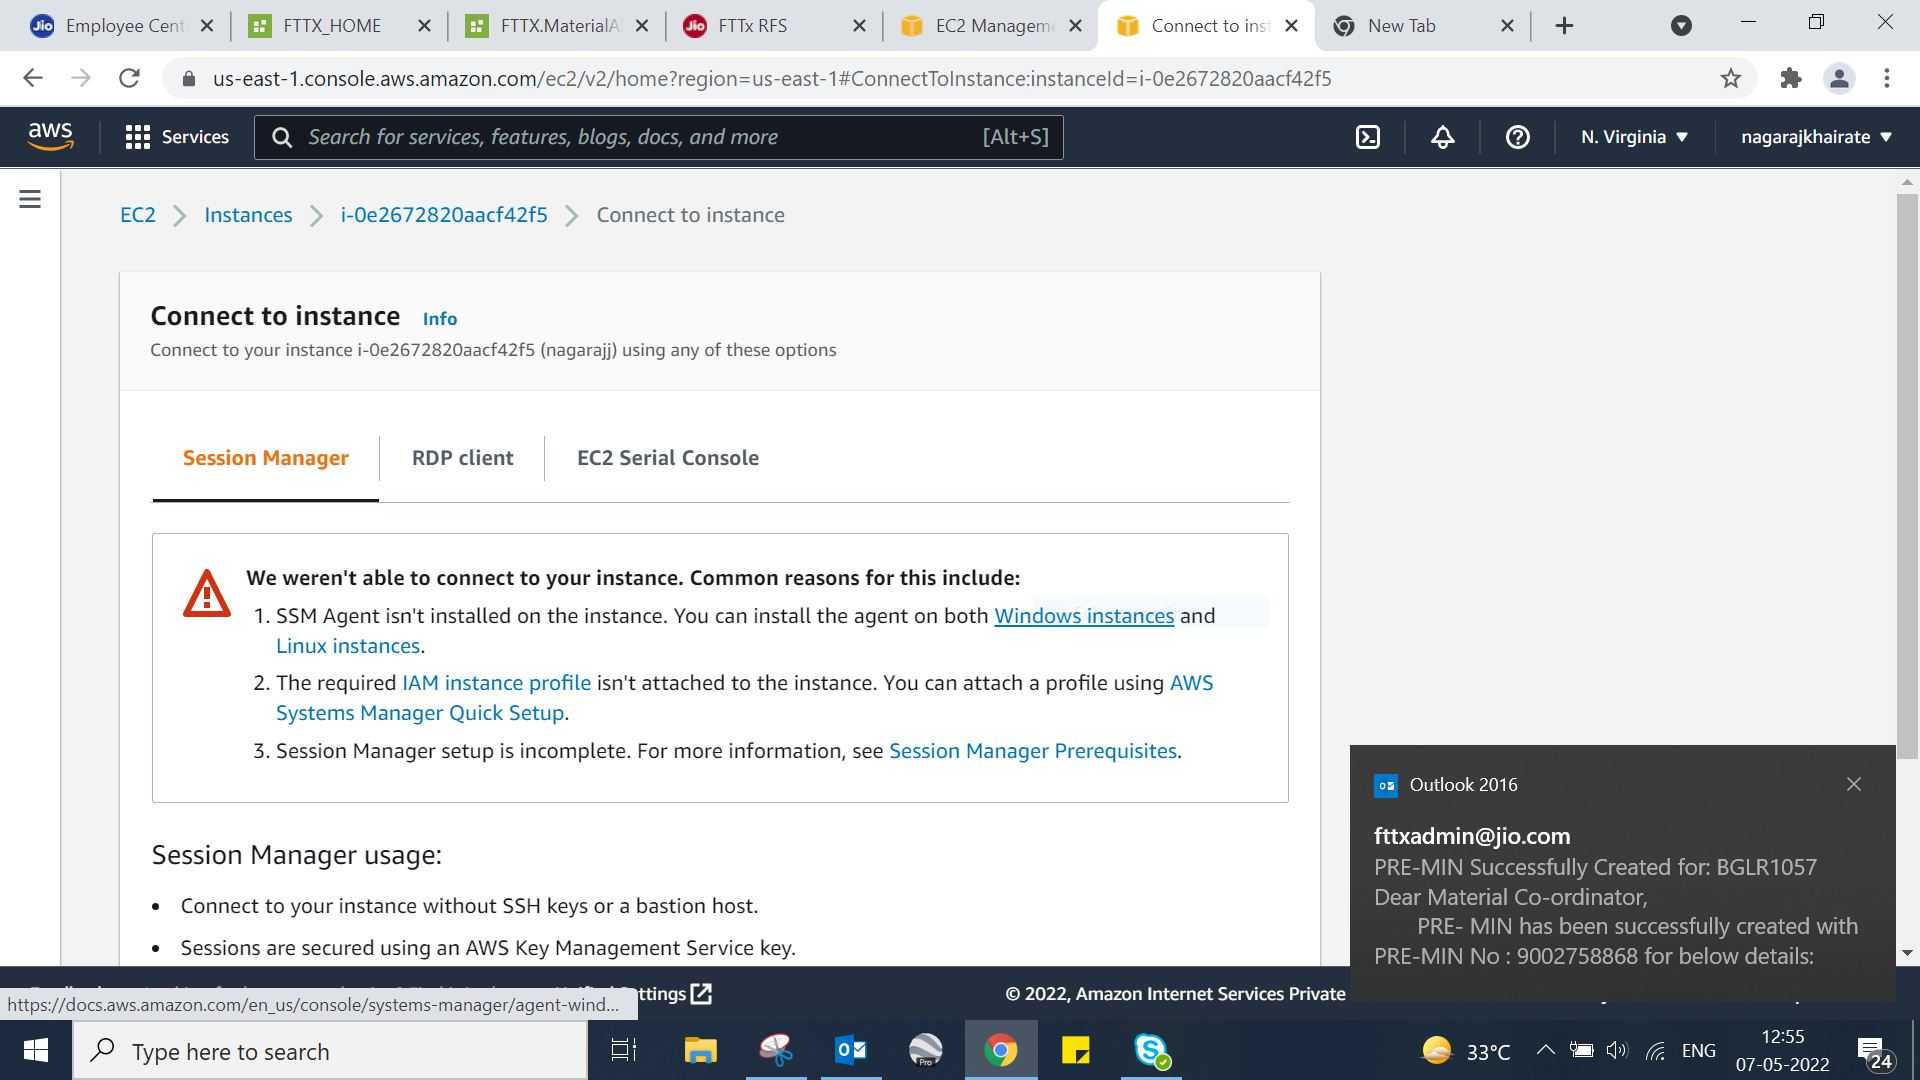 Employee Cent
FTTX_HOME
FTTX.MaterialA
Jio
FTTx RFS
EC2 Manageme
Connect to inst
New Tab
us-east-1.console.aws.amazon.com/ec2/v2/home?region=us-east-1#ConnectToInstance:instanceId=i-0e2672820aacf42f5
aws
Services
Search for services, features, blogs, docs, and more
[Alt+S]
N. Virginia
nagarajkhairate
EC2
Instances
i-0e2672820aacf42f5
Connect to instance
Connect to instance
Info
Connect to your instance i-0e2672820aacf42f5 (nagarajj) using any of these options
Session Manager
RDP client
EC2 Serial Console
We weren't able to connect to your instance. Common reasons for this include:
1. SSM Agent isn't installed on the instance. You can install the agent on both Windows instances and
Linux instances.
2. The required IAM instance profile isn't attached to the instance. You can attach a profile using AWS
Systems Manager Quick Setup.
3. Session Manager setup is incomplete. For more information, see Session Manager Prerequisites.
Session Manager usage:
• Connect to your instance without SSH keys or a bastion host.
• Sessions are secured using an AWS Key Management Service key.
Outlook 2016
fttxadmin@jio.com
PRE-MIN Successfully Created for: BGLR1057
Dear Material Co-ordinator,
PRE- MIN has been successfully created with
PRE-MIN No : 9002758868 for below details:
ttings
© 2022, Amazon Internet Services Private
https://docs.aws.amazon.com/en_us/console/systems-manager/agent-wind...
Type here to search
Pro
33°C
ENG
12:55
07-05-2022
24